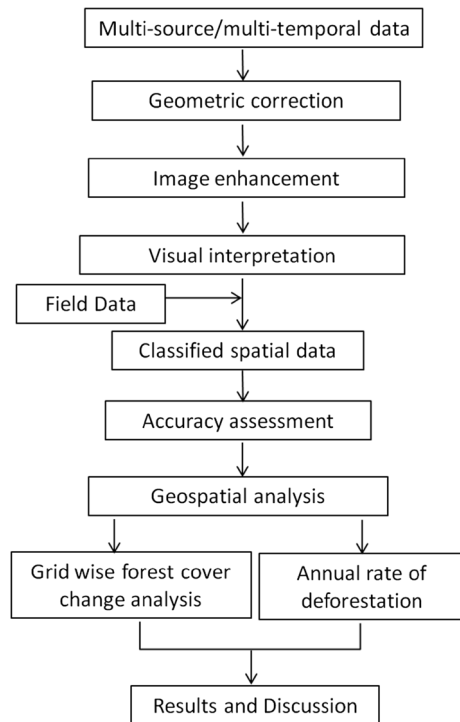 Multi-source/multi-temporal data
Geometric correction
Image enhancement
Visual interpretation
Field Data
Classified spatial data
Accuracy assessment
Geospatial analysis
Grid wise forest cover
change analysis
Annual rate of
deforestation
Results and Discussion